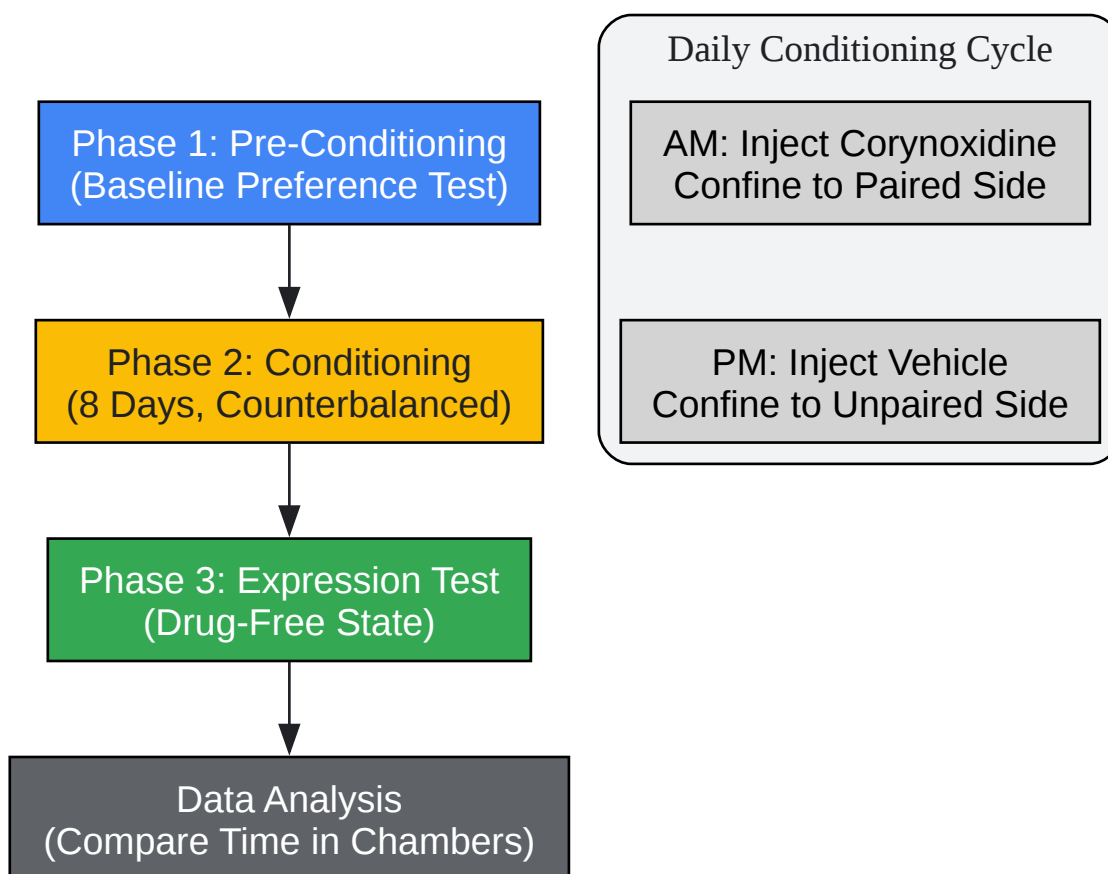 Phase 1: Pre-Conditioning
(Baseline Preference Test)
Phase 2: Conditioning
(8 Days, Counterbalanced)
Phase 3: Expression Test
(Drug-Free State)
Data Analysis
(Compare Time in Chambers)
Daily Conditioning Cycle
AM: Inject Corynoxidine
Confine to Paired Side
PM: Inject Vehicle
Confine to Unpaired Side